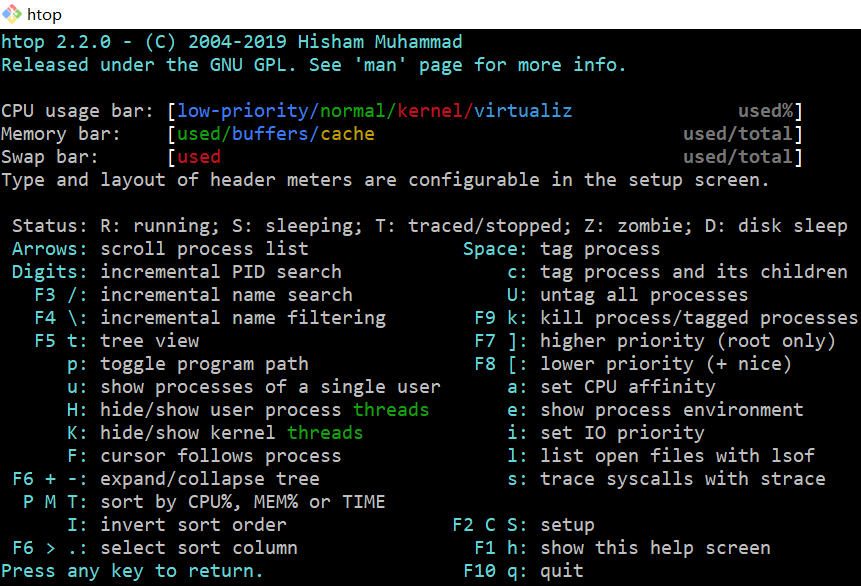 htop
htop 2.2.0 - (C) 2004-2019 Hisham Muhammad
Released under the GNU GPL. See 'man' page for more info.
CPU usage bar: [low-priority/normal/kernel/virtualiz used%]
Memory bar: [used/buffers/cache used/total]
Swap bar: [used used/total]
Type and layout of header meters are configurable in the setup screen.
Status: R: running; S: sleeping; T: traced/stopped; Z: zombie; D: disk sleep
Arrows: scroll process list Space: tag process
Digits: incremental PID search c: tag process and its children
F3 /: incremental name search U: untag all processes
F4 \: incremental name filtering F9 k: kill process/tagged processes
F5 t: tree view F7 ]: higher priority (root only)
p: toggle program path F8 [: lower priority (+ nice)
u: show processes of a single user a: set CPU affinity
H: hide/show user process threads e: show process environment
K: hide/show kernel threads i: set IO priority
F: cursor follows process l: list open files with lsof
F6 + -: expand/collapse tree s: trace syscalls with strace
P M T: sort by CPU%, MEM% or TIME
I: invert sort order F2 C S: setup
F6 > .: select sort column F1 h: show this help screen
Press any key to return. F10 q: quit